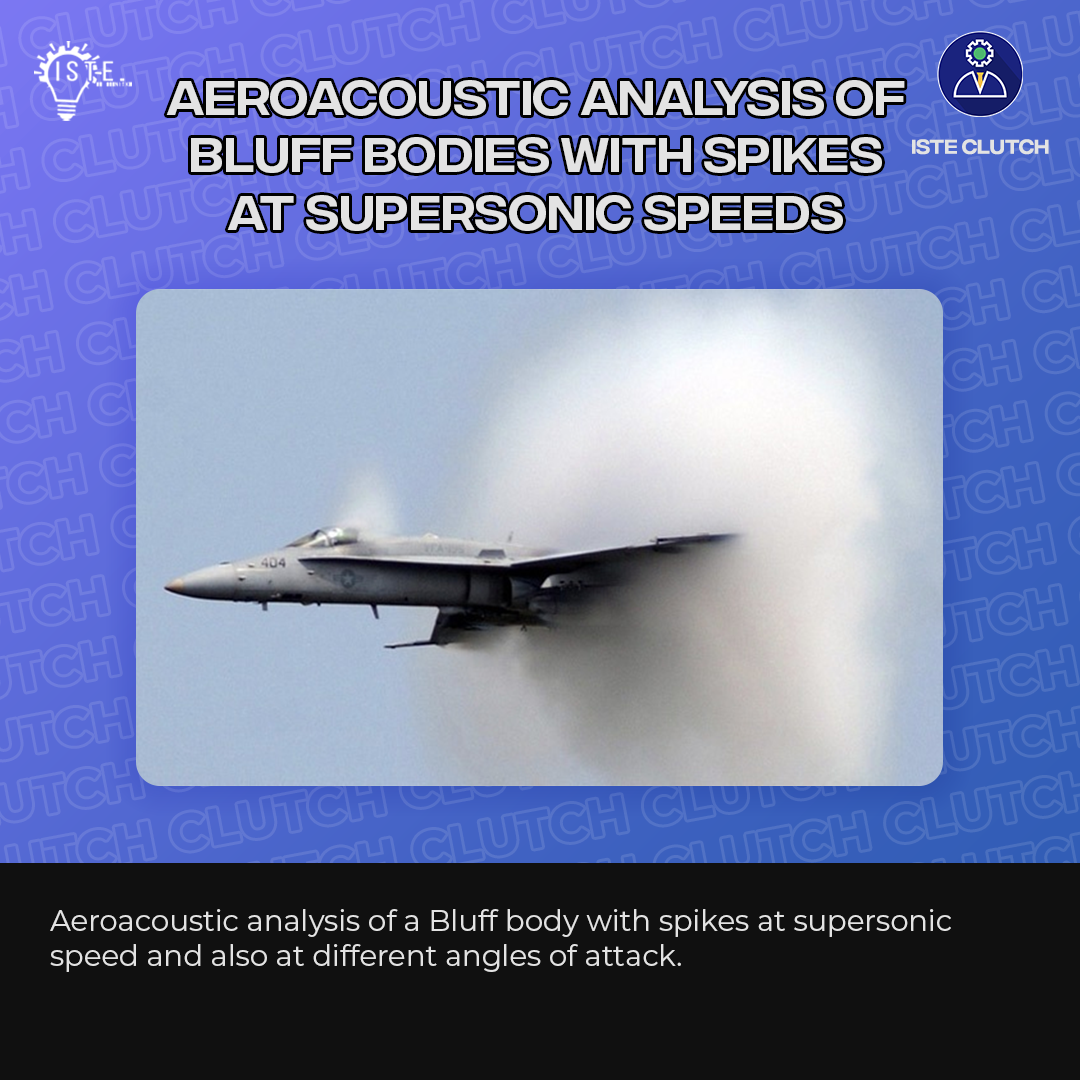 ISTE.
AEROACOUSTIC ANALYSIS OF
BLUFF BODIES WITH SPIKES
AT SUPERSONIC SPEEDS
ISTE CLUTCH
404
Aeroacoustic analysis of a Bluff body with spikes at supersonic
speed and also at different angles of attack.